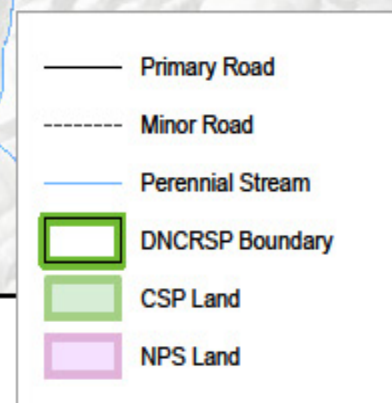 Primary Road
Minor Road
Perennial Stream
DNCRSP Boundary
CSP Land
NPS Land